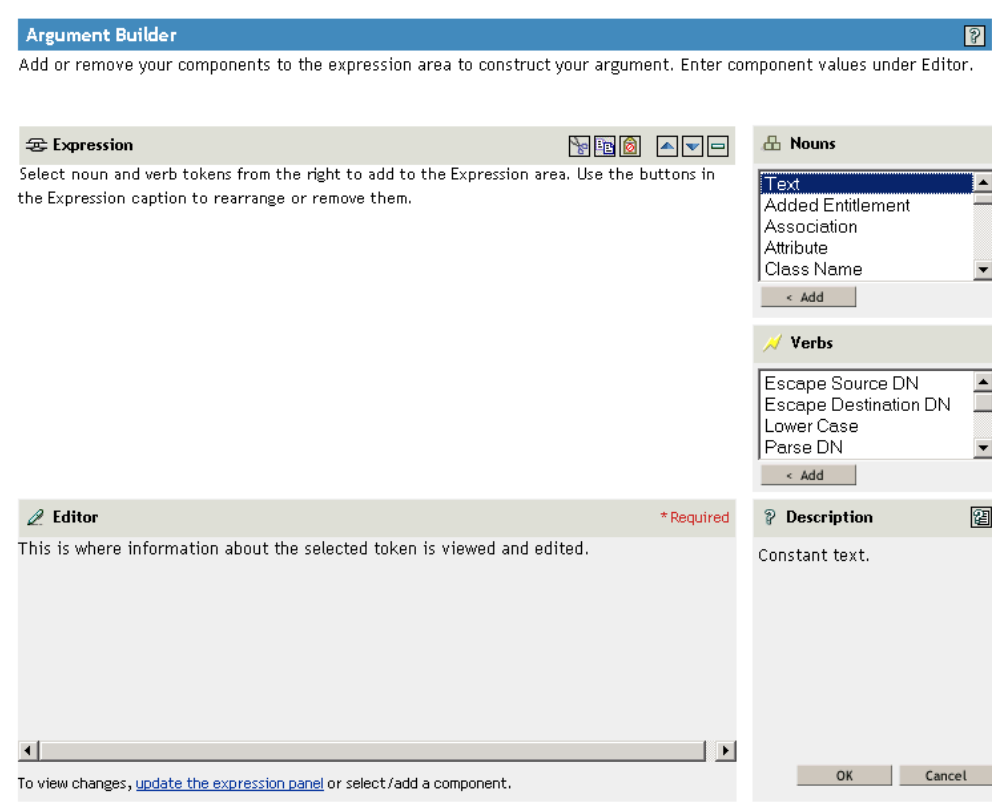 Argument Builder
Add or remove your components to the expression area to construct your argument. Enter component values under Editor.
Expression
Select noun and verb tokens from the right to add to the Expression area. Use the buttons in
the Expression caption to rearrange or remove them.
Nouns
Text
Added Entitlement
Association
Attribute
Class Name
< Add
Verbs
Escape Source DN
Escape Destination DN
Lower Case
Parse DN
< Add
Editor
* Required
This is where information about the selected token is viewed and edited.
To view changes, update the expression panel or select/add a component.
Description
Constant text.
OK
Cancel